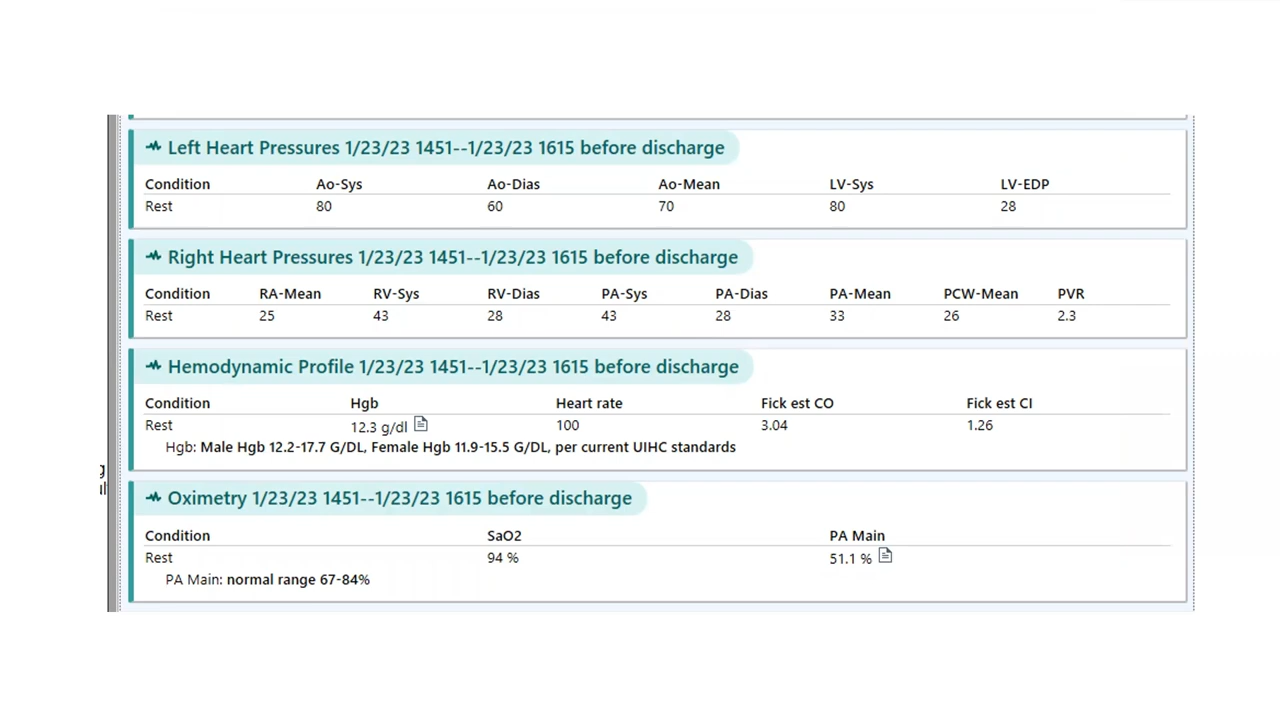 Left Heart Pressures 1/23/23 1451--1/23/23 1615 before discharge
Condition Ao-Sys Ao-Dias Ao-Mean LV-Sys LV-EDP
Rest 80 60 70 80 28
Right Heart Pressures 1/23/23 1451--1/23/23 1615 before discharge
Condition RA-Mean RV-Sys RV-Dias PA-Sys PA-Dias PA-Mean PCW-Mean PVR
Rest 25 43 28 43 28 33 26 2.3
Hemodynamic Profile 1/23/23 1451--1/23/23 1615 before discharge
Condition Hgb Heart rate Fick est CO Fick est CI
Rest 12.3 g/dl 100 3.04 1.26
Hgb: Male Hgb 12.2-17.7 G/DL, Female Hgb 11.9-15.5 G/DL, per current UIHC standards
Oximetry 1/23/23 1451--1/23/23 1615 before discharge
Condition SaO2 PA Main
Rest 94 % 51.1 %
PA Main: normal range 67-84%